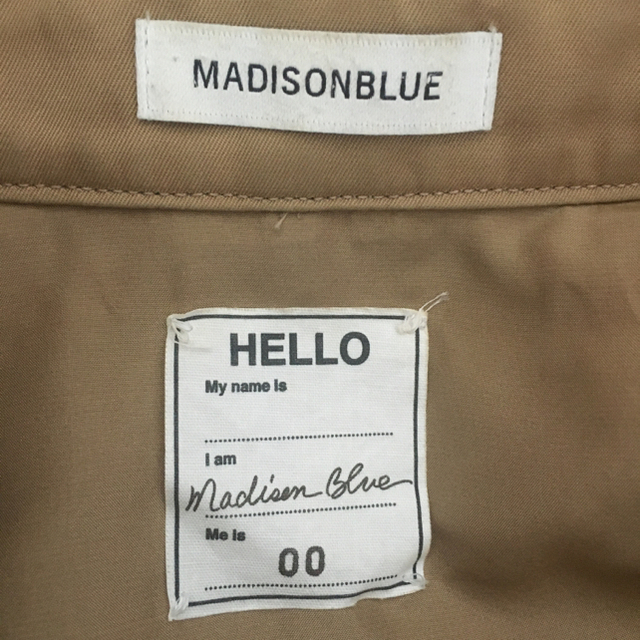 MADISONBLUE
HELLO
My name is
I am
Madison Blue
Me is
00